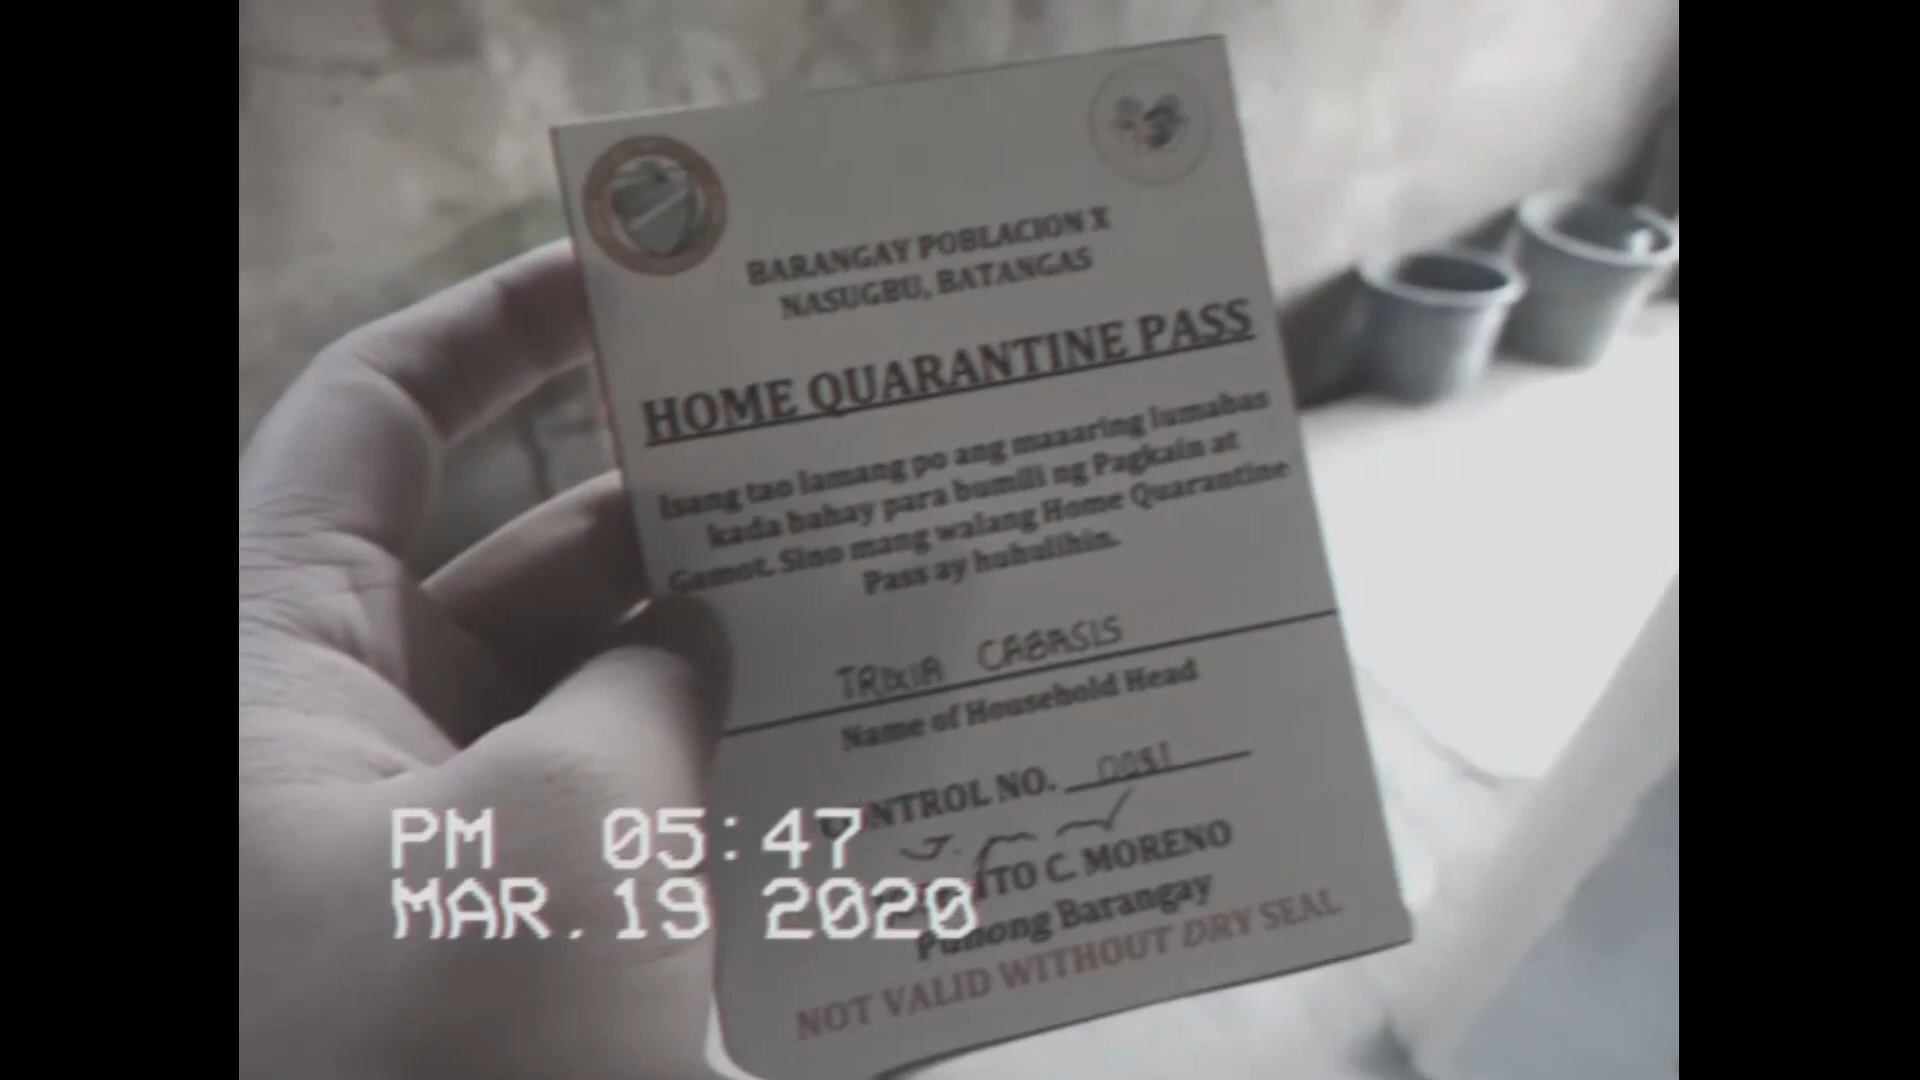 BARANGAY POBLACION X
NASUGBU, BATANGAS
HOME QUARANTINE PASS
Isang tao lamang po ang maaaring lumabas
kada bahay para bumili ng Pagkain at
Gamot. Sino mang walang Home Quarantine
Pass ay huhulihin.
TRIXIA CABASIS
Name of Household Head
CONTROL NO. 0051
C. MORENO
Punong Barangay
NOT VALID WITHOUT DRY SEAL
PM 05:47
MAR.19 2020